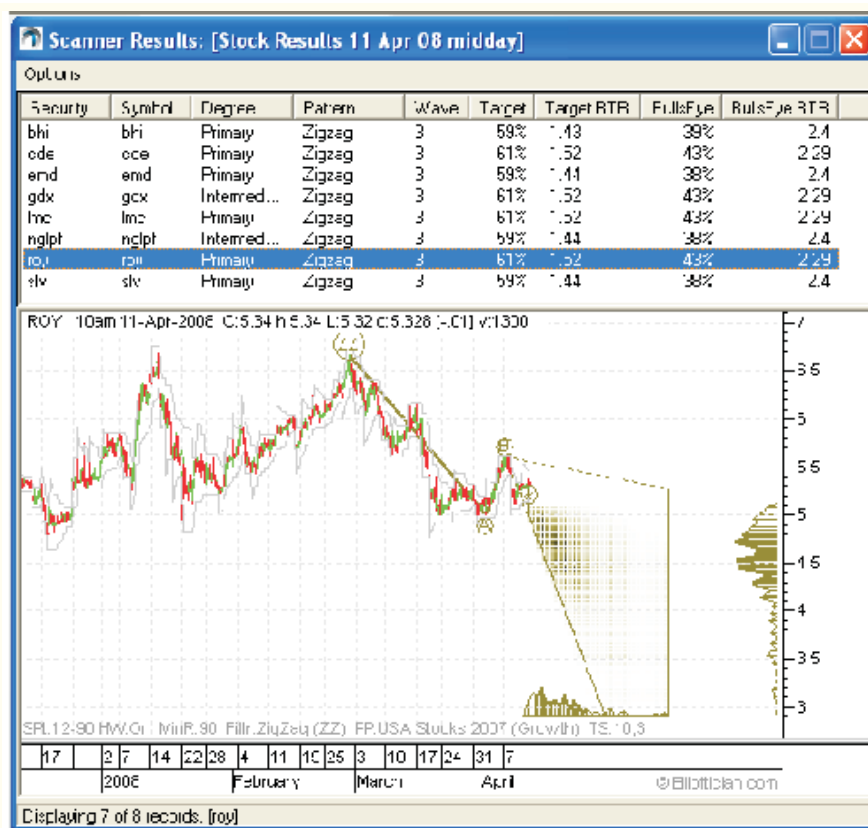 Scanner Results: [Stock Results 11 Apr 08 midday]
Options
Security Symbol Degree Pattern Wave Target Target RTR BullsEye BullsEye RTR
bhi bhi Primary Zigzag 3 59% 1.43 39% 2.4
cde cde Primary Zigzag 3 61% 1.52 43% 2.29
emd emd Primary Zigzag 3 59% 1.44 38% 2.4
gdx gdx Intermed... Zigzag 3 61% 1.52 43% 2.29
Primary Zigzag 3 61% 1.52 43% 2.29
nglpt nglpt Intermed... Zigzag 3 59% 1.44 38% 2.4
roy roy Primary Zigzag 3 61% 1.52 43% 2.29
slv slv Primary Zigzag 3 59% 1.44 38% 2.4
ROY 10am 11-Apr-2008 O:5.34 h:5.34 L:5.32 c:5.328 [-.01] v:1300
7
5
5
4.5
4
3.5
3
A
USA Stocks 2007 (Growth)
17 2 7 14 22 28 4 11 19 25 3 10 17 24 31 7
2008 February March April © Elliottician.com
Displaying 7 of 8 records. [roy]